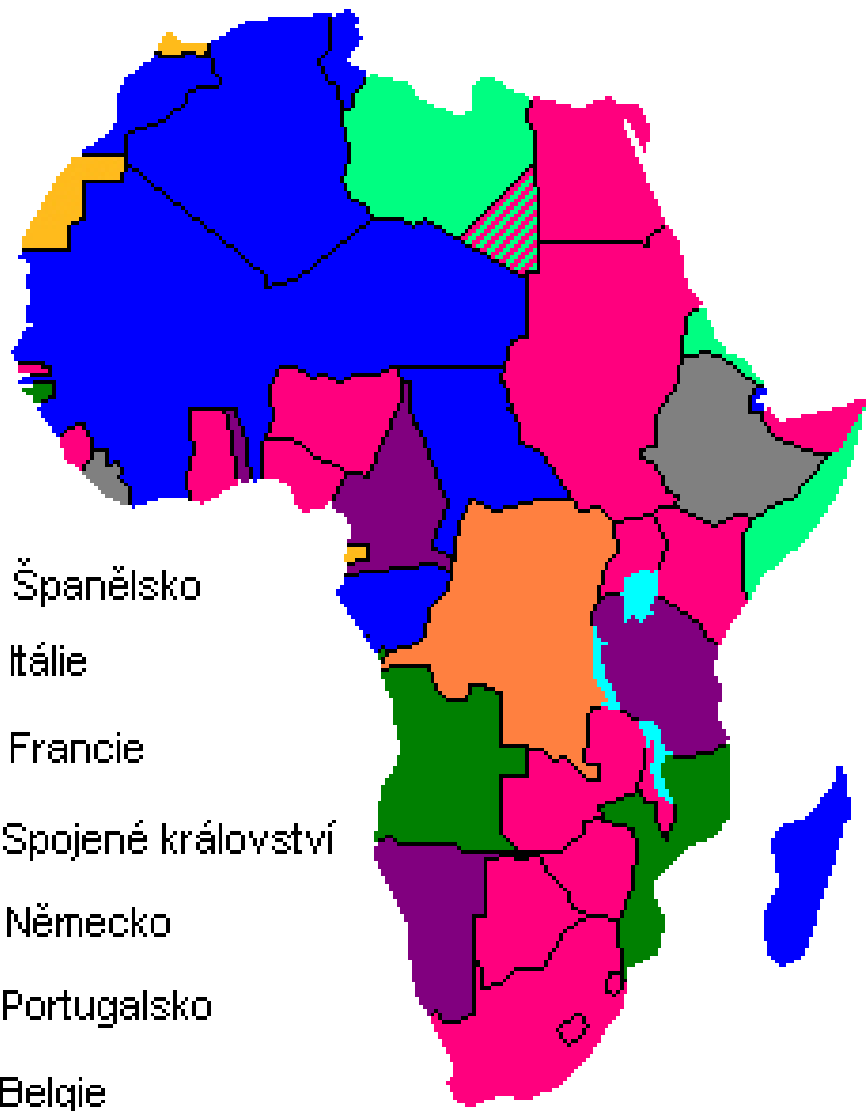 Španělsko
Itálie
Francie
Spojené království
Německo
Portugalsko
Belgie